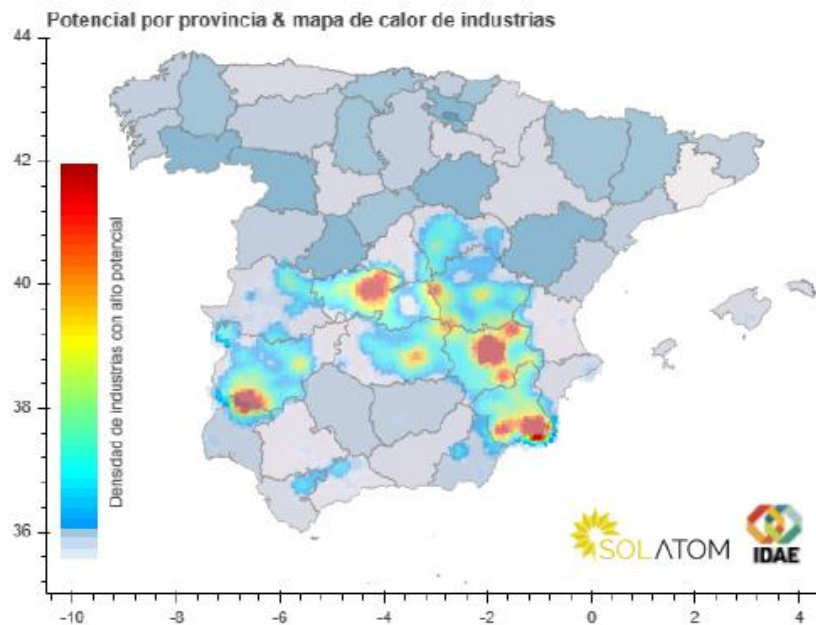 Potencial por provincia & mapa de calor de industrias
44
42
40
38
36
Densidad de industrias con alto potencial
SOLATOM
IDAE
-10 -8 -6 -4 -2 0 2 4